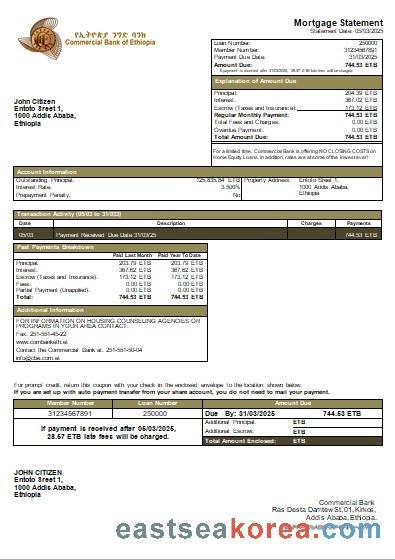 የኢትዮጵያ ንግድ ባንክ
Commercial Bank of Ethiopia
Mortgage Statement
Statement Date: 05/03/2025
Loan Number: 250000
Member Number: 31234567891
Payment Due Date: 31/03/2025
Amount Due: 744.53 ETB
If payment is received after 31/03/2025, 28.57 ETB late fees will be charged.
Explanation of Amount Due
Principal: 204.39 ETB
Interest: 367.02 ETB
Escrow (Taxes and Insurance): 173.12 ETB
Regular Monthly Payment: 744.53 ETB
Total Fees and Charges: 0.00 ETB
Overdue Payment: 0.00 ETB
Total Amount Due: 744.53 ETB
John Citizen
Entoto Sreet 1,
1000 Addis Ababa,
Ethiopia
For a limited time, Commercial Bank is offering NO CLOSING COSTS on
Home Equity Loans. In addition, rates are at some of the lowest ever!
Account Information
Outstanding Principal: 125,835.84 ETB Property Address: Entoto Sreet 1,
Interest Rate: 3.500% 1000 Addis Ababa,
Prepayment Penalty: No Ethiopia
Transaction Activity (05/03 to 31/033)
Date Description Charges Payments
05/03 Payment Received Due Date 31/03/25 744.53 ETB
Past Payments Breakdown
Paid Last Month Paid Year To Date
Principal: 203.79 ETB 203.79 ETB
Interest: 367.62 ETB 367.62 ETB
Escrow (Taxes and Insurance): 173.12 ETB 173.12 ETB
Fees: 0.00 ETB 0.00 ETB
Partial Payment (Unapplied): 0.00 ETB 0.00 ETB
Total: 744.53 ETB 744.53 ETB
Additional Information
FOR INFORMATION ON HOUSING COUNSELING AGENCIES OR
PROGRAMS IN YOUR AREA CONTACT.
Fax. 251-551-45-22
www.combanketh.et
Contact the Commercial Bank at. 251-551-50-04
info@cbe.com.et
For prompt credit, return this coupon with your check in the enclosed envelope to the location shown below.
If you are set up with auto payment transfer from your share account, you do not need to mail your payment.
Member Number Loan Number Amount Due
31234567891 250000 Due By: 31/03/2025 744.53 ETB
If payment is received after 05/03/2025,
28.57 ETB late fees will be charged.
Additional Principal: ETB
Additional Escrow: ETB
Total Amount Enclosed: ETB
JOHN CITIZEN
Entoto Sreet 1,
1000 Addis Ababa,
Ethiopia
Commercial Bank
Ras Desta Damtew St, 01, Kirkos,
Addis Ababa, Ethiopia.
eastseakorea.com